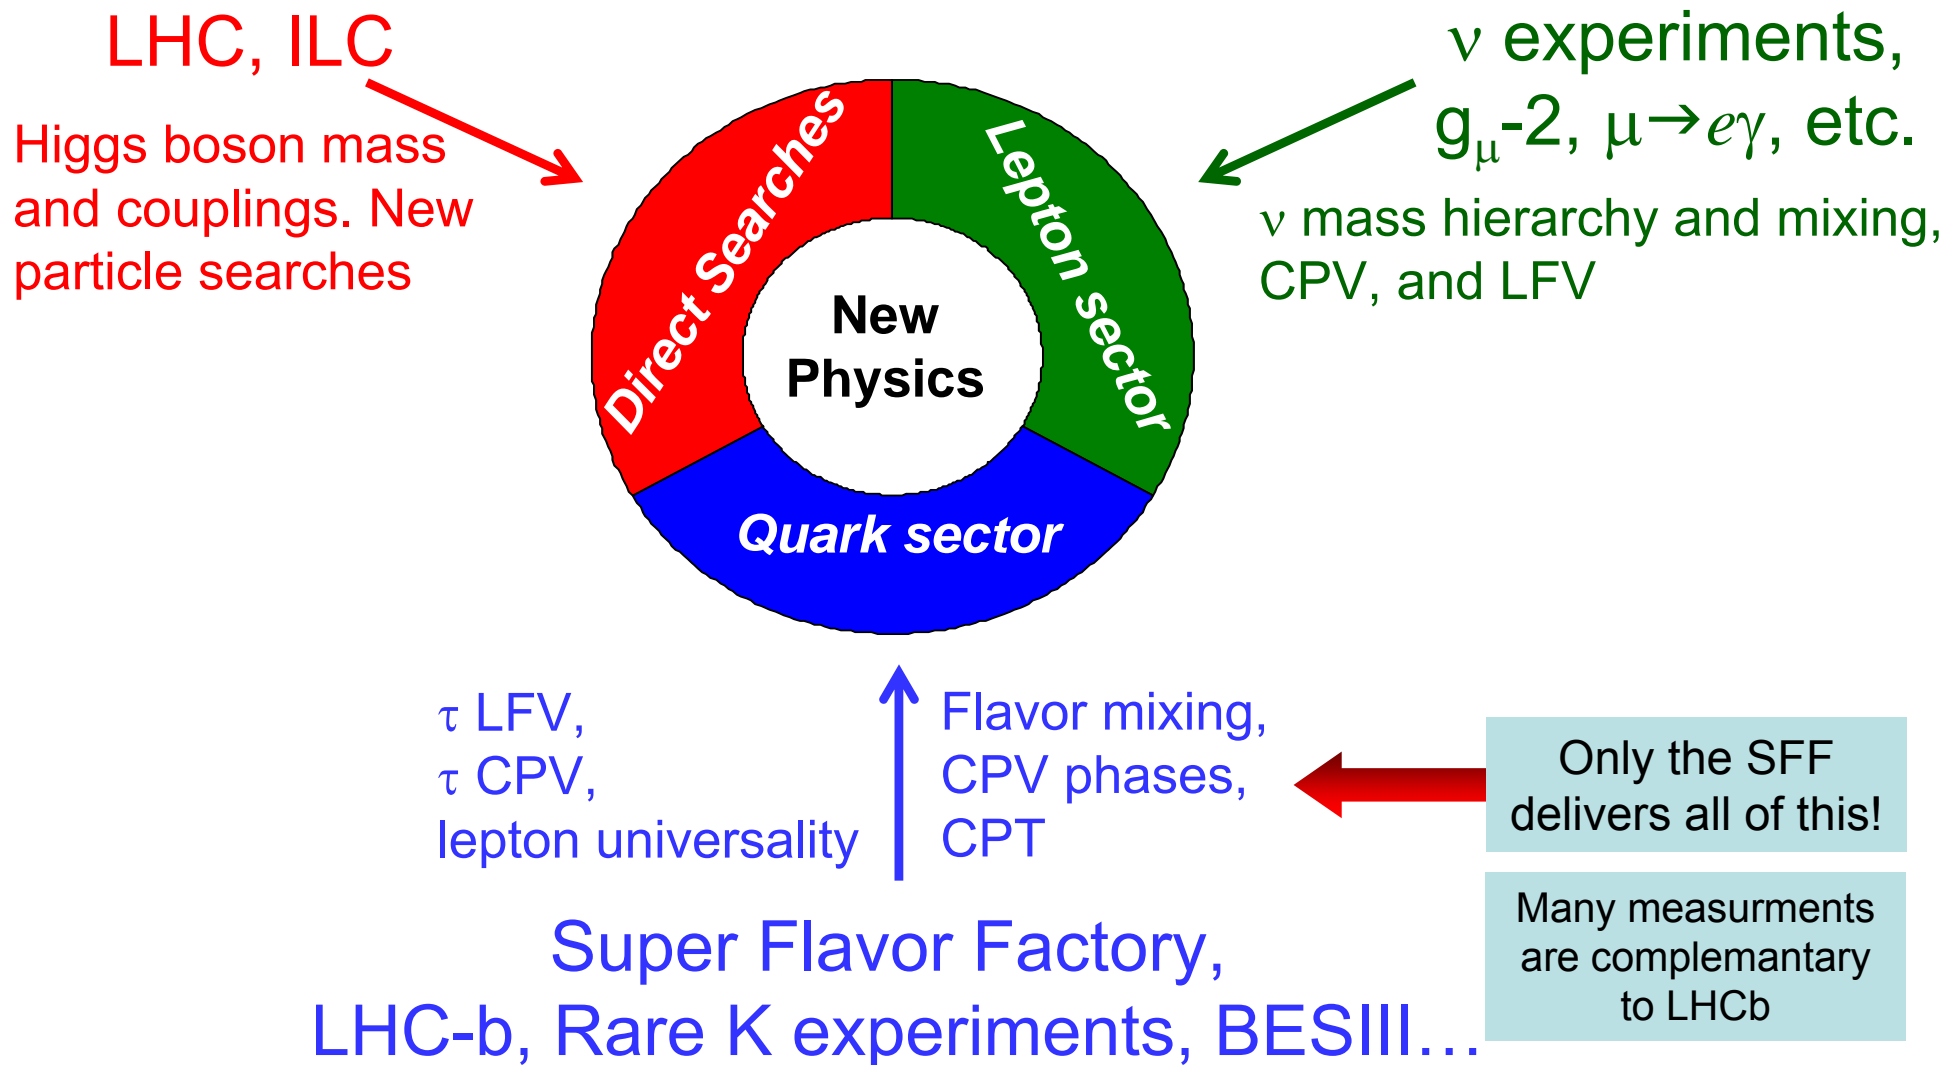 LHC, ILC
Higgs boson mass
and couplings. New
particle searches
ν experiments,
gμ-2, μ→eγ, etc.
ν mass hierarchy and mixing,
CPV, and LFV
Direct Searches
Lepton sector
New
Physics
Quark sector
τ LFV,
τ CPV,
lepton universality
Flavor mixing,
CPV phases,
CPT
Only the SFF
delivers all of this!
Many measurments
are complemantary
to LHCb
Super Flavor Factory,
LHC-b, Rare K experiments, BESIII…